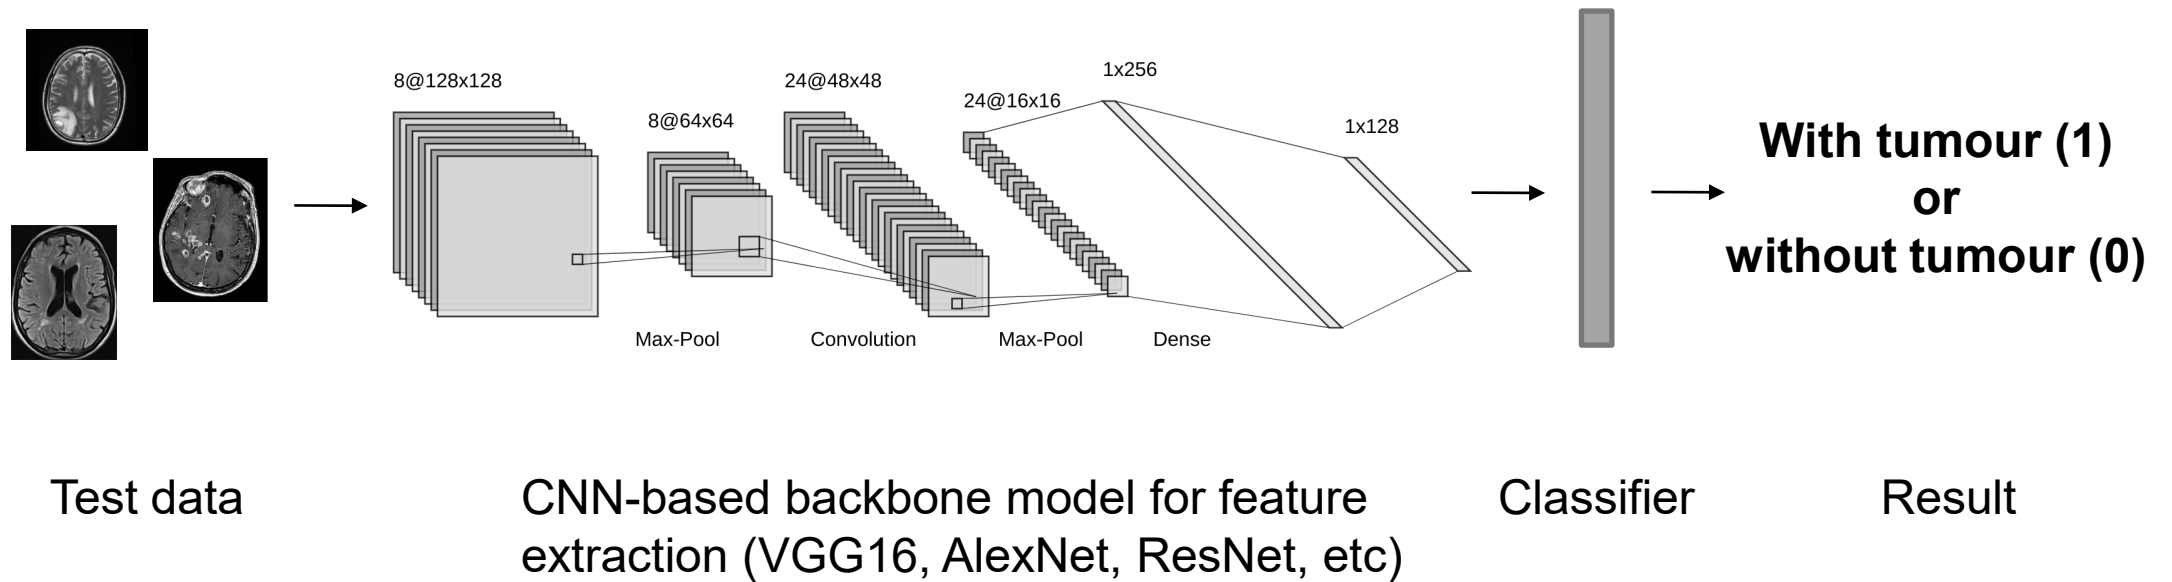 8@128x128
8@64x64
24@48x48
24@16x16
1x256
1x128
Max-Pool
Convolution
Max-Pool
Dense
With tumour (1)
or
without tumour (0)
Test data
CNN-based backbone model for feature
extraction (VGG16, AlexNet, ResNet, etc)
Classifier
Result